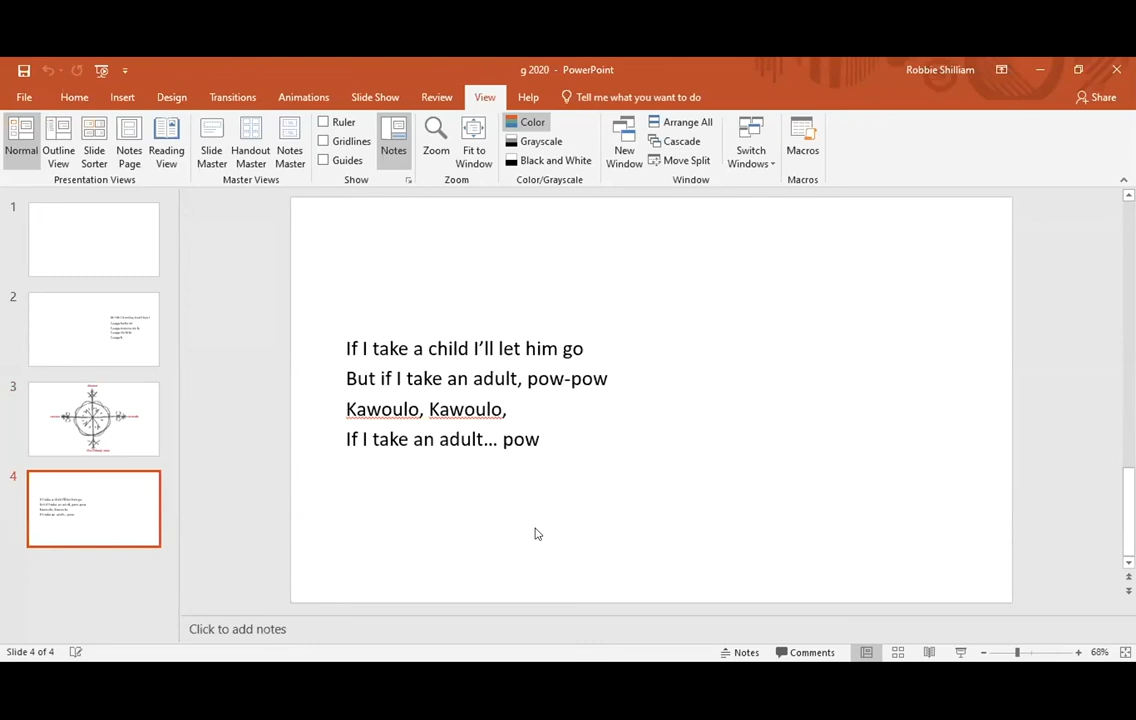 g 2020 - PowerPoint
Robbie Shilliam
File Home Insert Design Transitions Animations Slide Show Review View Help Tell me what you want to do Share
Normal Outline View Slide Sorter Notes Page Reading View
Presentation Views
Slide Master Handout Master Notes Master
Master Views
Ruler
Gridlines
Guides
Show
Notes
Zoom Fit to Window
Zoom
Color
Grayscale
Black and White
Color/Grayscale
New Window
Arrange All
Cascade
Move Split
Switch Windows
Window
Macros
Macros
1
2
3
4
If I take a child I’ll let him go
But if I take an adult, pow-pow
Kawoulo, Kawoulo,
If I take an adult... pow
Click to add notes
Slide 4 of 4
Notes Comments 68%